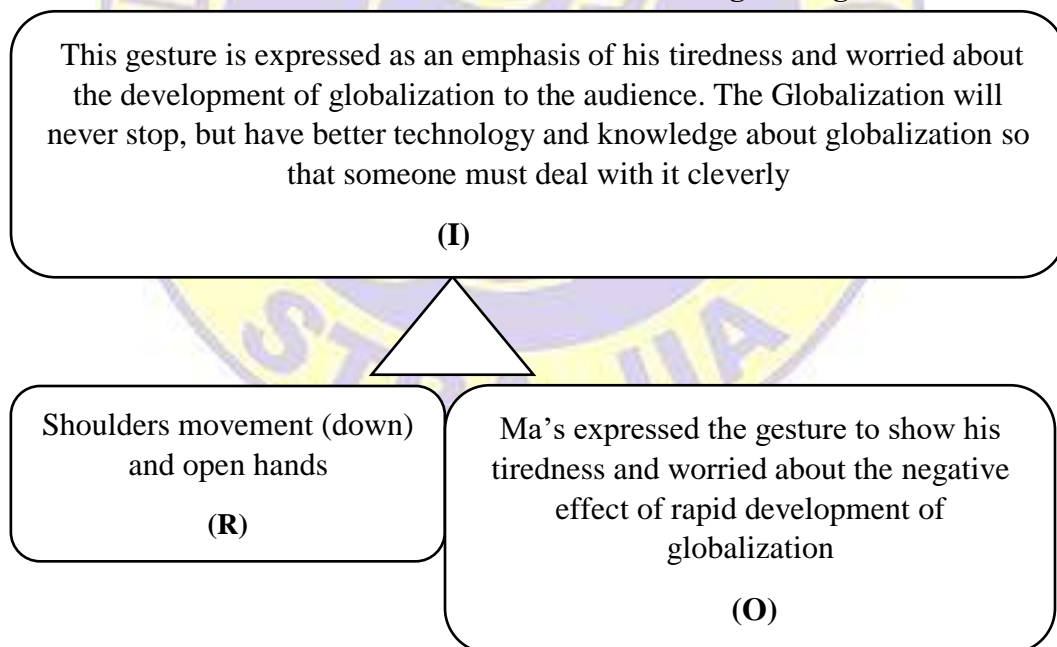 This gesture is expressed as an emphasis of his tiredness and worried about
the development of globalization to the audience. The Globalization will
never stop, but have better technology and knowledge about globalization so
that someone must deal with it cleverly
(I)
Shoulders movement (down)
and open hands
(R)
Ma’s expressed the gesture to show his
tiredness and worried about the negative
effect of rapid development of
globalization
(O)